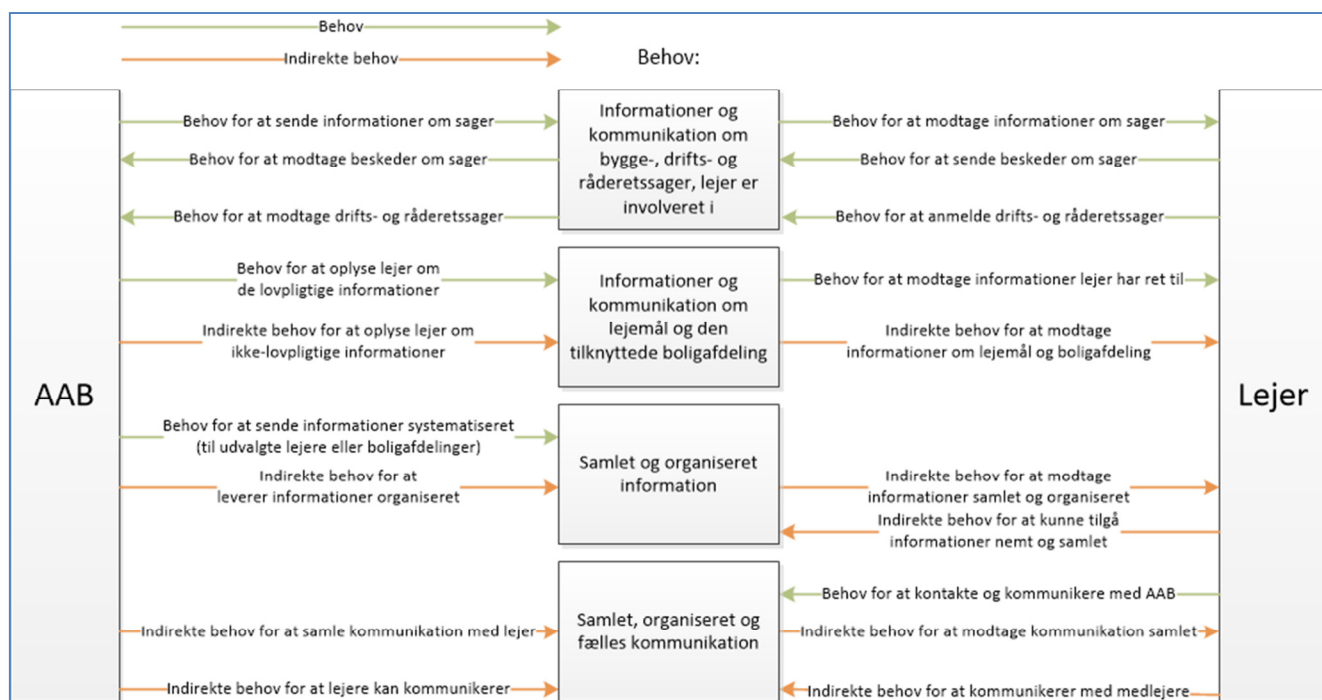 Behov
Indirekte behov
Behov:
AAB
Lejer
Behov for at sende informationer om sager
Behov for at modtage beskeder om sager
Behov for at modtage drifts- og råderetssager
Informationer og
kommunikation om
bygge-, drifts- og
råderetssager, lejer er
involveret i
Behov for at modtage informationer om sager
Behov for at sende beskeder om sager
Behov for at anmelde drifts- og råderetssager
Behov for at oplyse lejer om
de lovpligtige informationer
Indirekte behov for at oplyse lejer om
ikke-lovpligtige informationer
Informationer og
kommunikation om
lejemål og den
tilknyttede boligafdeling
Behov for at modtage informationer lejer har ret til
Indirekte behov for at modtage
informationer om lejemål og boligafdeling
Behov for at sende informationer systematiseret
(til udvalgte lejere eller boligafdelinger)
Indirekte behov for at
leverer informationer organiseret
Samlet og organiseret
information
Indirekte behov for at modtage
informationer samlet og organiseret
Indirekte behov for at kunne tilgå
informationer nemt og samlet
Indirekte behov for at samle kommunikation med lejer
Indirekte behov for at lejere kan kommunikerer
Samlet, organiseret og
fælles kommunikation
Behov for at kontakte og kommunikere med AAB
Indirekte behov for at modtage kommunikation samlet
Indirekte behov for at kommunikerer med medlejere